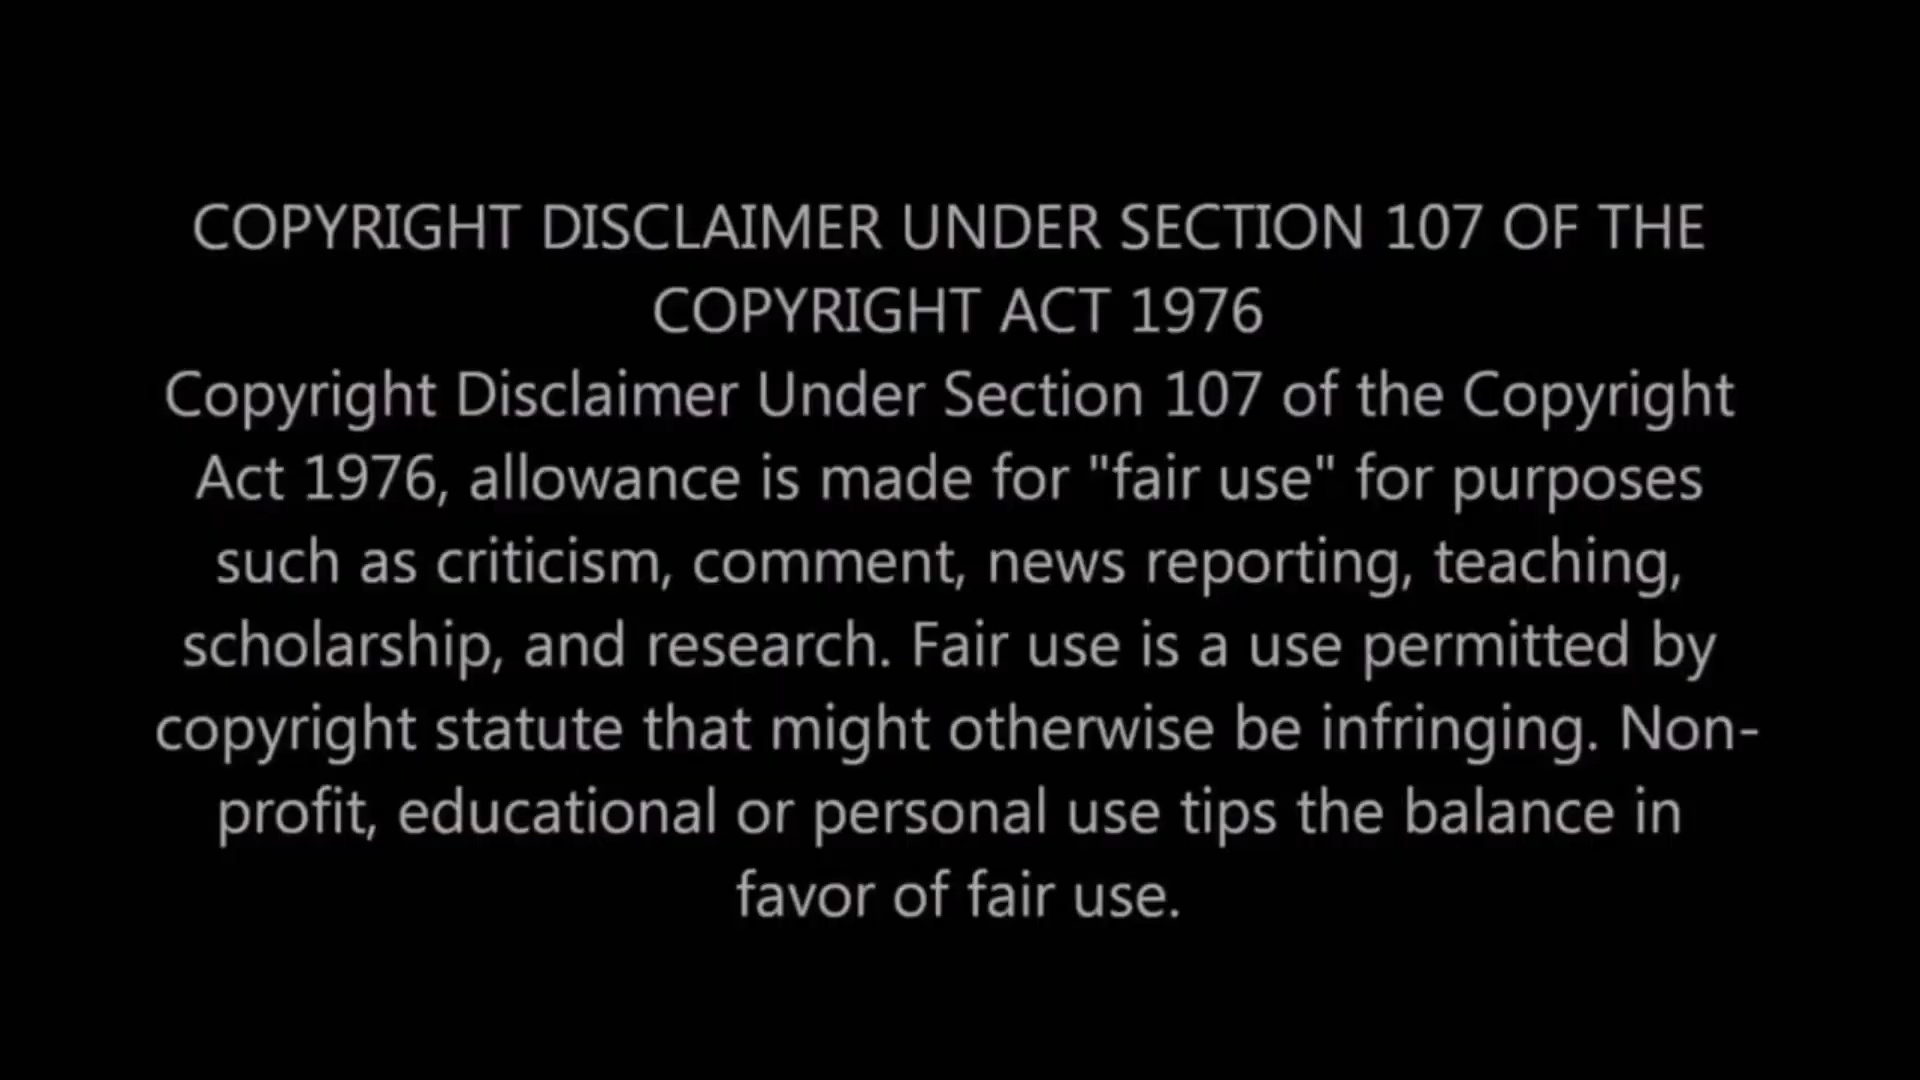 COPYRIGHT DISCLAIMER UNDER SECTION 107 OF THE
COPYRIGHT ACT 1976
Copyright Disclaimer Under Section 107 of the Copyright
Act 1976, allowance is made for "fair use" for purposes
such as criticism, comment, news reporting, teaching,
scholarship, and research. Fair use is a use permitted by
copyright statute that might otherwise be infringing. Non-
profit, educational or personal use tips the balance in
favor of fair use.